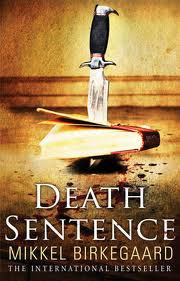 DEATH
SENTENCE
MIKKEL BIRKEGAARD
THE INTERNATIONAL BESTSELLER